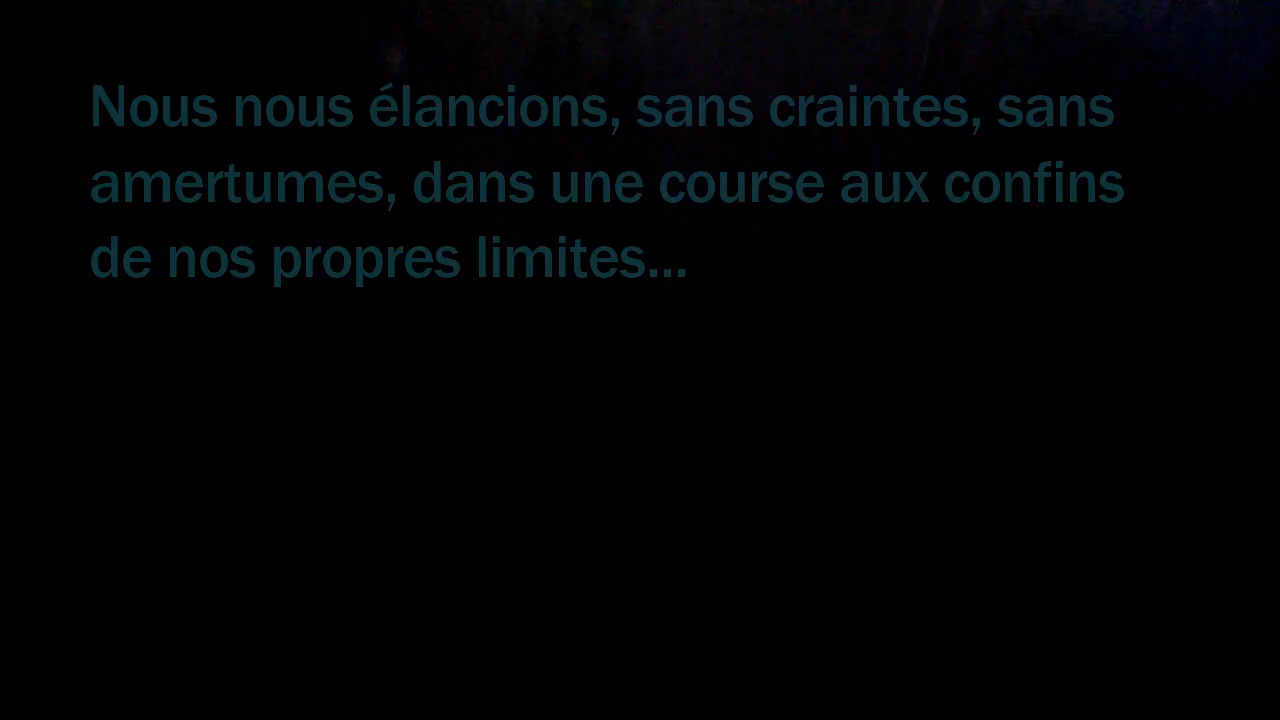 Nous nous élancions, sans craintes, sans
amertumes, dans une course aux confins
de nos propres limites...